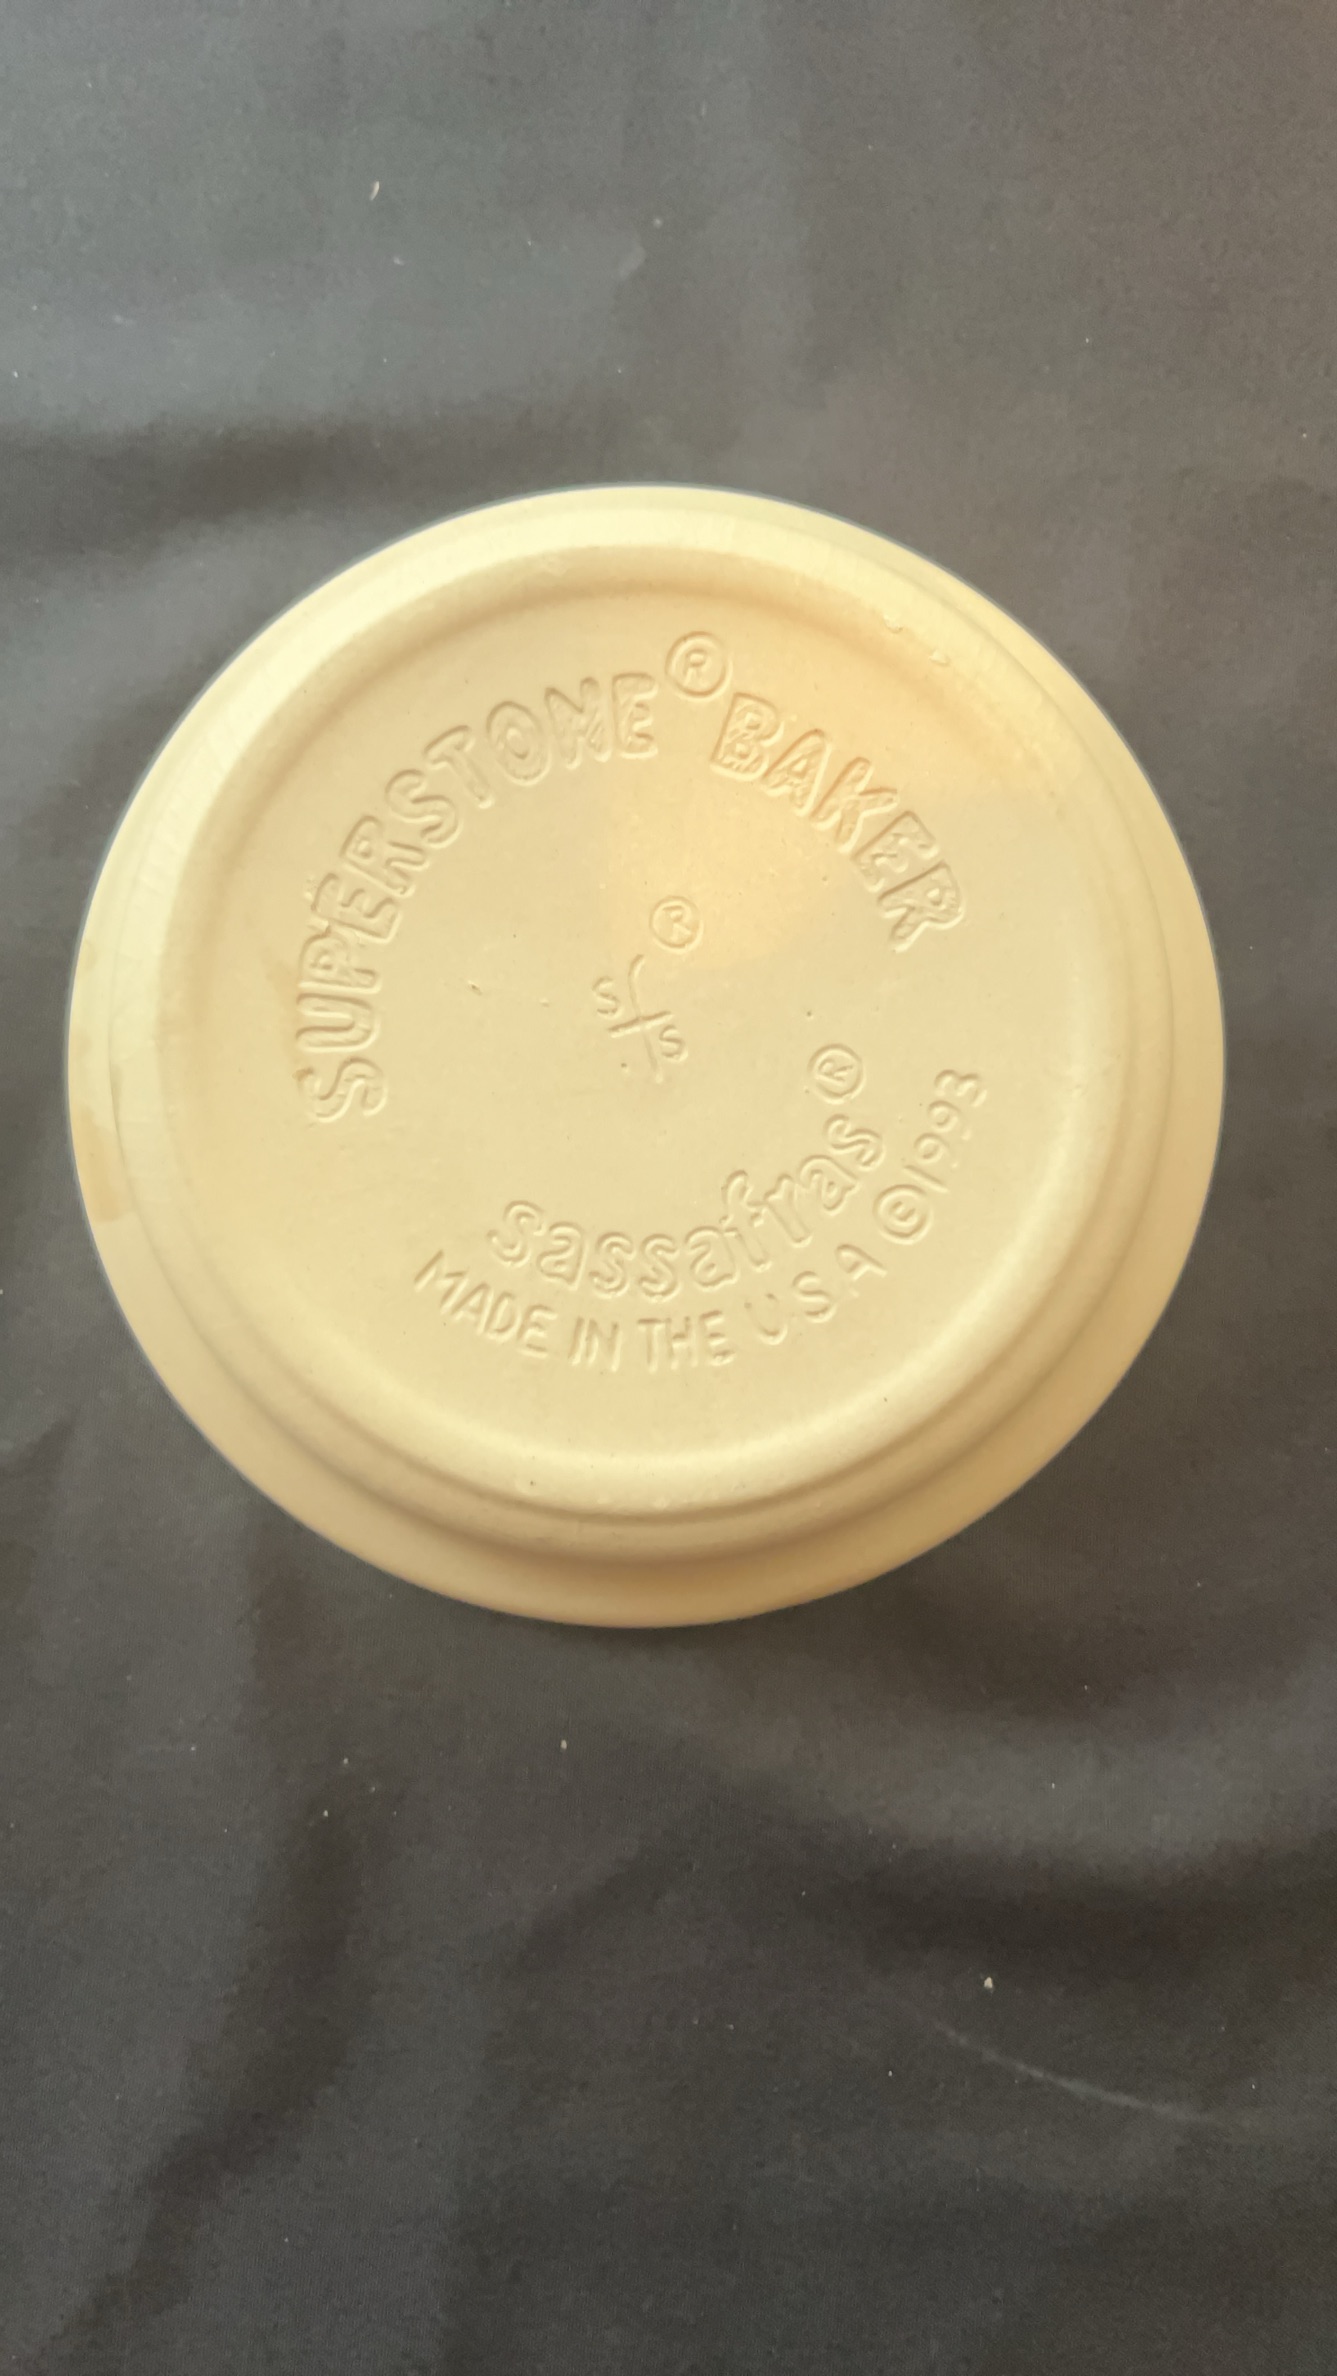 SUPERSTONE® BAKER
®
S S
sassafras®
MADE IN THE U.S.A ©1993